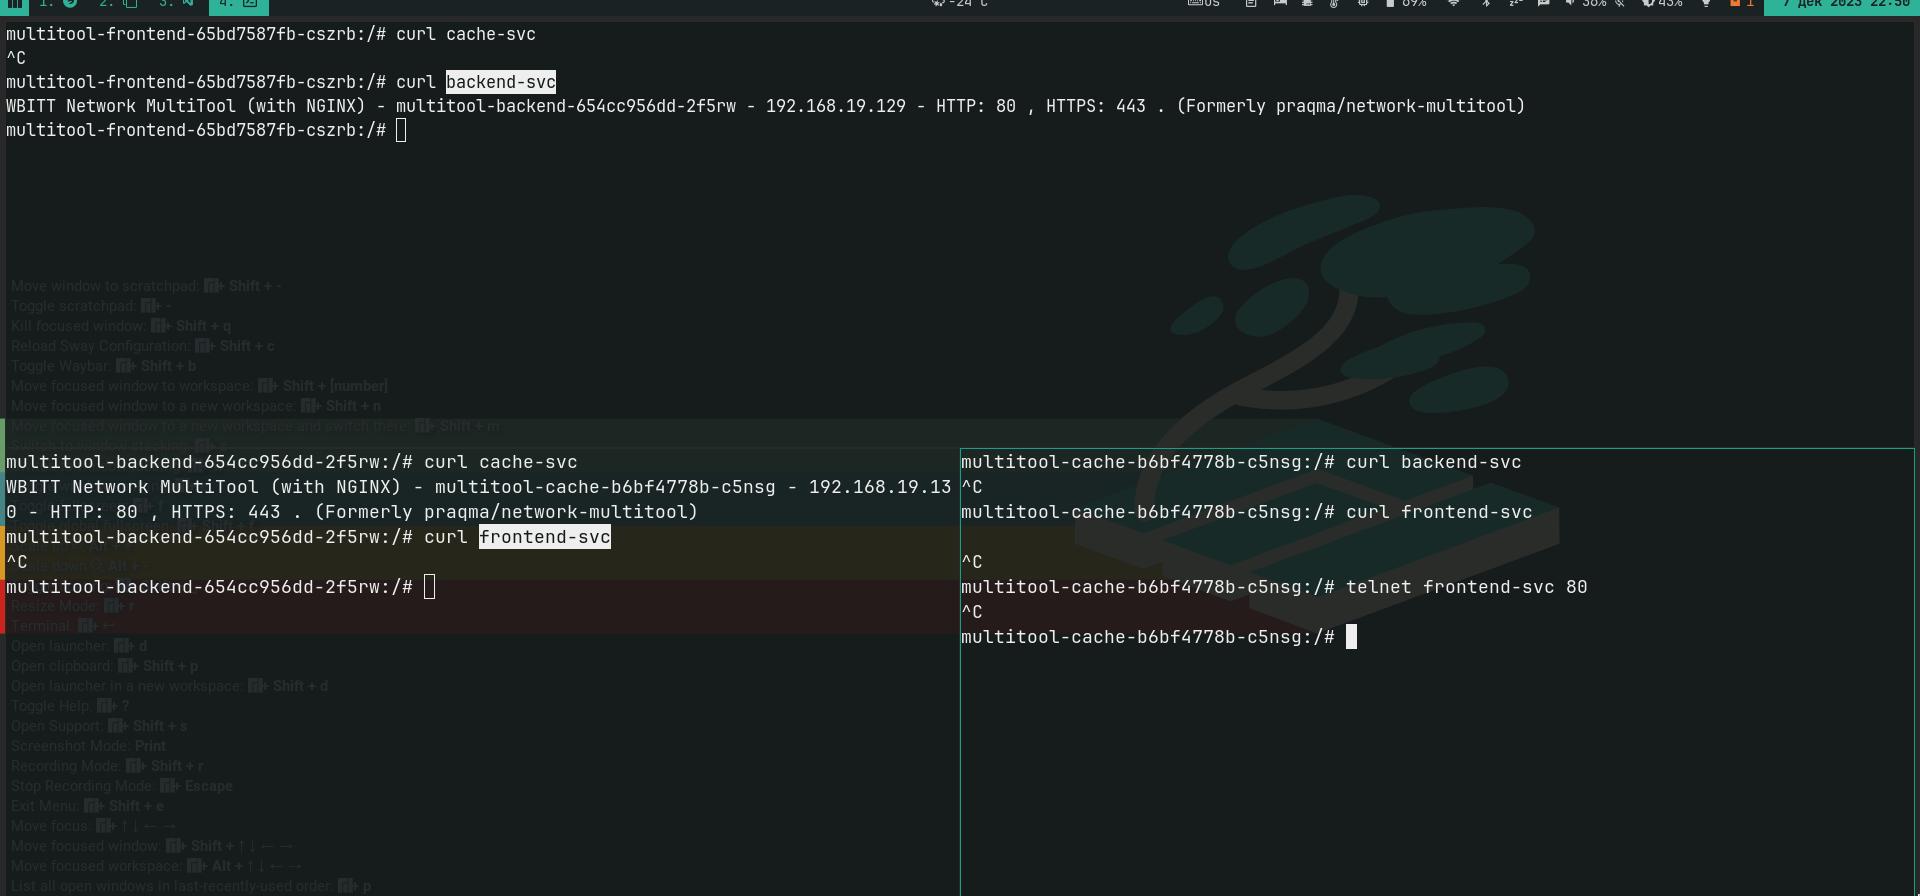 1:
2:
3:
4:
-24°C
us
69%
36%
43%
1
7 дек 2023 22:50
multitool-frontend-65bd7587fb-cszrb:/# curl cache-svc
^C
multitool-frontend-65bd7587fb-cszrb:/# curl backend-svc
WBITT Network MultiTool (with NGINX) - multitool-backend-654cc956dd-2f5rw - 192.168.19.129 - HTTP: 80 , HTTPS: 443 . (Formerly praqma/network-multitool)
multitool-frontend-65bd7587fb-cszrb:/#
Move window to scratchpad: + Shift + -
Toggle scratchpad: + -
Kill focused window: + Shift + q
Reload Sway Configuration: + Shift + c
Toggle Waybar: + Shift + b
Move focused window to workspace: + Shift + [number]
Move focused window to a new workspace: + Shift + n
Move focused window to a new workspace and switch there: + Shift + m
multitool-backend-654cc956dd-2f5rw:/# curl cache-svc
WBITT Network MultiTool (with NGINX) - multitool-cache-b6bf4778b-c5nsg - 192.168.19.13
0 - HTTP: 80 , HTTPS: 443 . (Formerly praqma/network-multitool)
multitool-backend-654cc956dd-2f5rw:/# curl frontend-svc
^C
multitool-backend-654cc956dd-2f5rw:/#
multitool-cache-b6bf4778b-c5nsg:/# curl backend-svc
^C
multitool-cache-b6bf4778b-c5nsg:/# curl frontend-svc
^C
multitool-cache-b6bf4778b-c5nsg:/# telnet frontend-svc 80
^C
multitool-cache-b6bf4778b-c5nsg:/#
Resize Mode: + r
Terminal: + ↩
Open launcher: + d
Open clipboard: + Shift + p
Open launcher in a new workspace: + Shift + d
Toggle Help: + ?
Open Support: + Shift + s
Screenshot Mode: Print
Recording Mode: + Shift + r
Stop Recording Mode: + Escape
Exit Menu: + Shift + e
Move focus: + ↑ ↓ ← →
Move focused window: + Shift + ↑ ↓ ← →
Move focused workspace: + Alt + ↑ ↓ ← →
List all open windows in last-recently-used order: + p